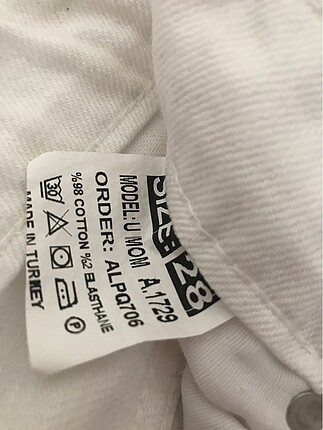 SIZE: 28
MODEL: U MOM A.1729
ORDER: ALPQ706
%98 COTTON %2 ELASTHANE
30 P
MADE IN TURKEY